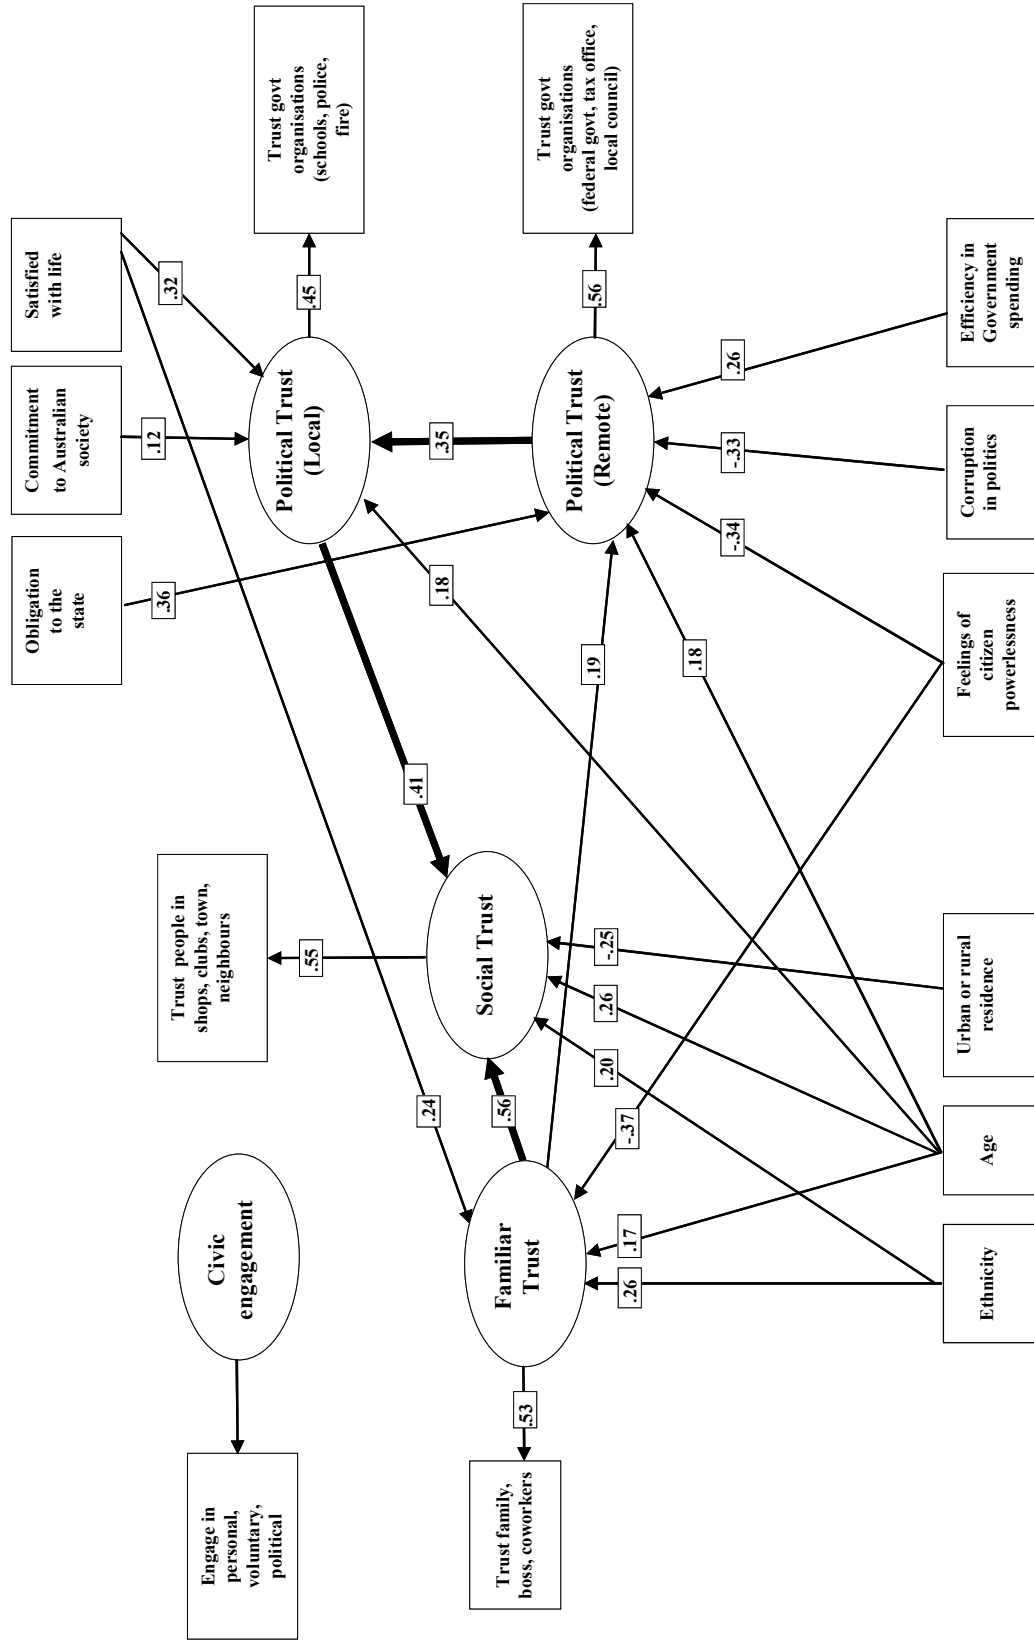 Engage in
personal,
voluntary,
political
Civic
engagement
Trust people in
shops, clubs, town,
neighbours
Obligation
to the
state
Commitment
to Australian
society
Satisfied
with life
.36
.12
.32
Trust govt
organisations
(schools, police,
fire)
.45
Political Trust
(Local)
.55
.24
.41
.18
.35
Trust family,
boss, coworkers
.53
Familiar
Trust
.56
Social Trust
.19
Political Trust
(Remote)
.56
Trust govt
organisations
(federal govt, tax office,
local council)
.26
.17
-.37
.20
.26
-.25
.18
-.34
-.33
.26
Ethnicity
Age
Urban or rural
residence
Feelings of
citizen
powerlessness
Corruption
in politics
Efficiency in
Government
spending